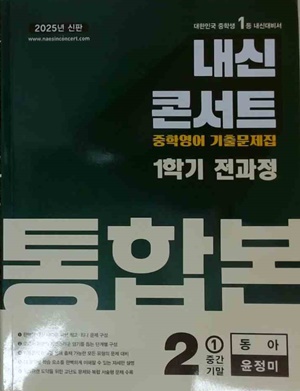 2025년 신판
www.naesinconcert.com
대한민국 중학생 1등 내신대비서
내신
콘서트
중학영어 기출문제집
1학기 전과정
통합본
2
①
중간
기말
동아
윤정미